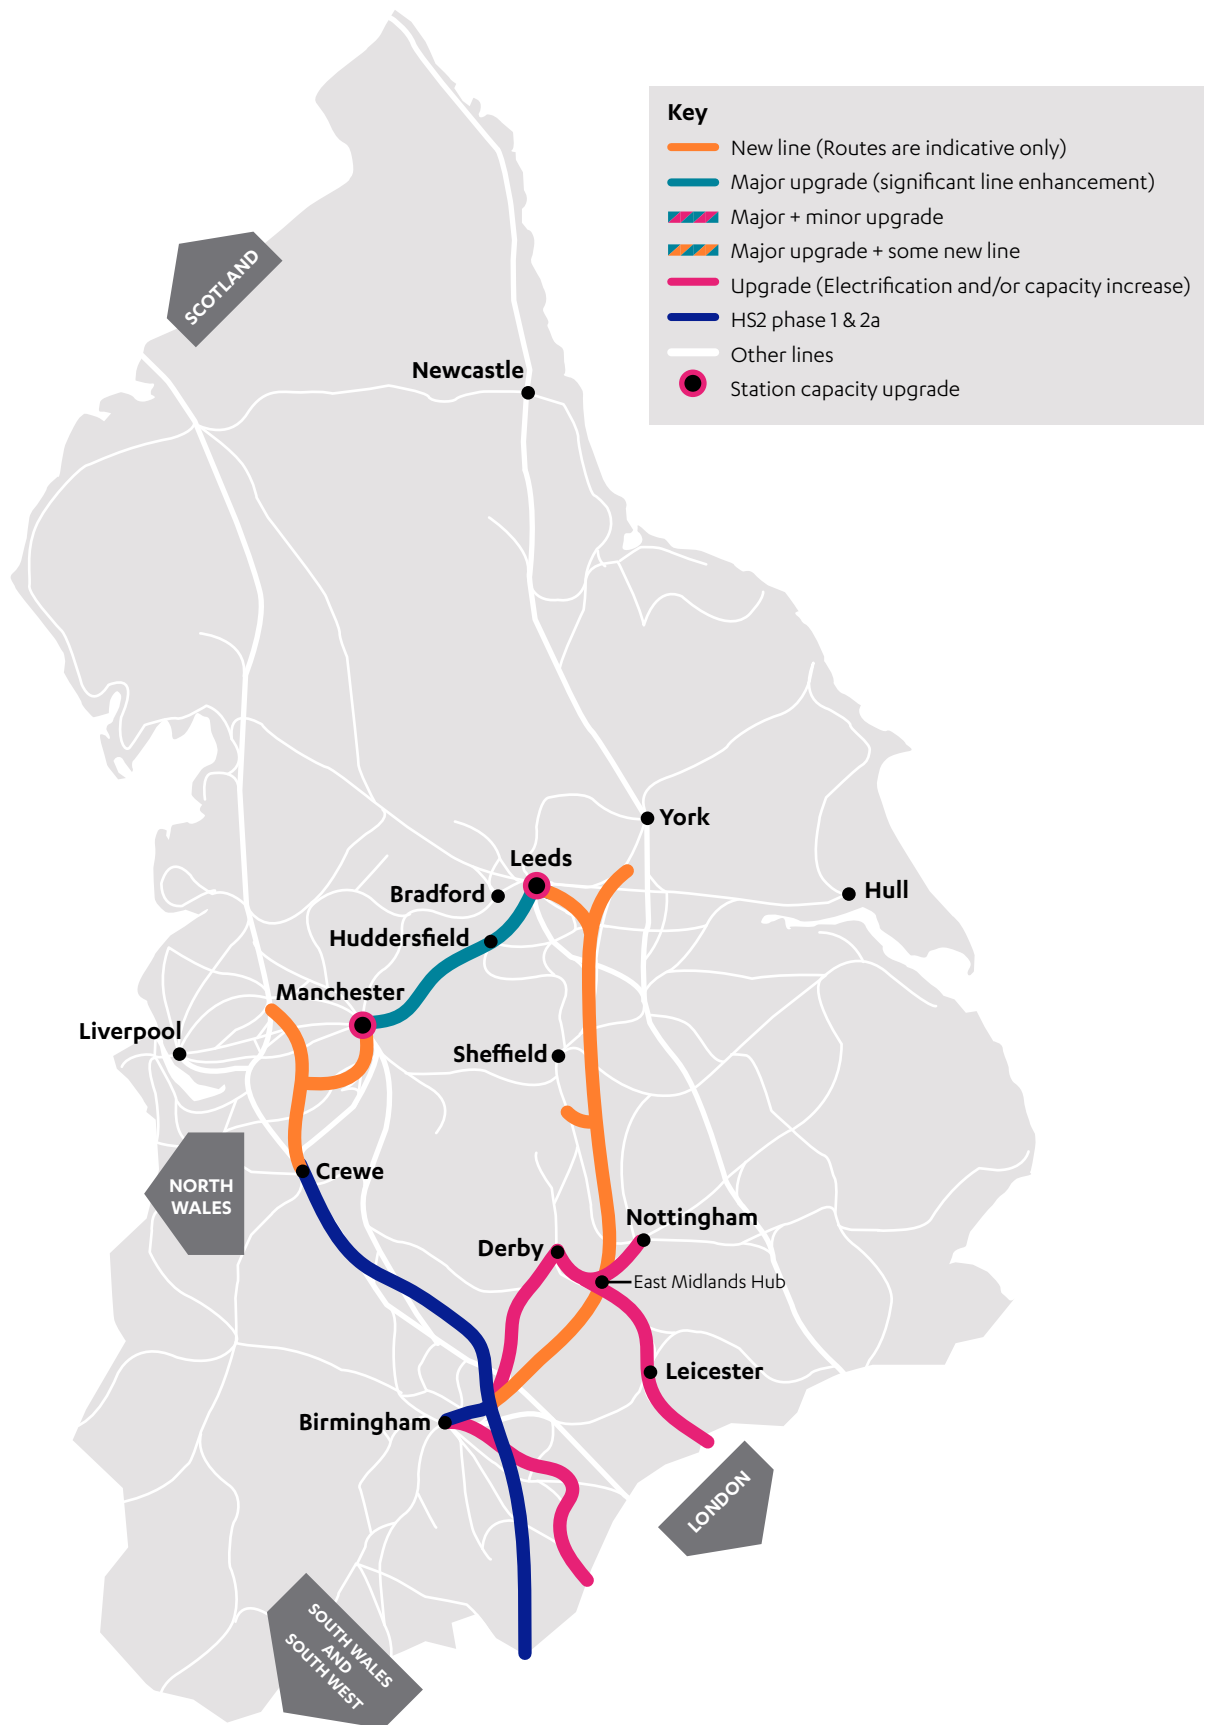 Key
New line (Routes are indicative only)
Major upgrade (significant line enhancement)
Major + minor upgrade
Major upgrade + some new line
Upgrade (Electrification and/or capacity increase)
HS2 phase 1 & 2a
Other lines
Station capacity upgrade
SCOTLAND
Newcastle
York
Leeds
Bradford
Hull
Huddersfield
Manchester
Liverpool
Sheffield
NORTH
WALES
Crewe
Nottingham
Derby
East Midlands Hub
Leicester
Birmingham
LONDON
SOUTH WALES
AND
SOUTH WEST